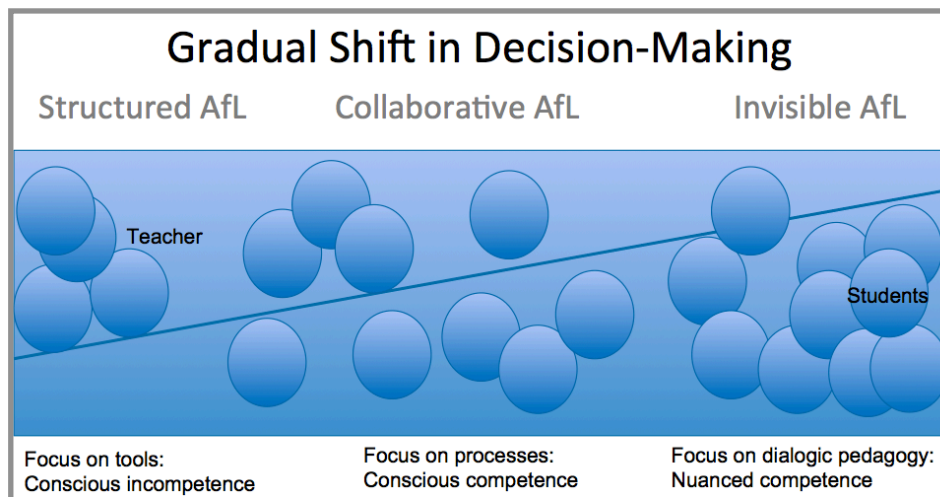 Gradual Shift in Decision-Making
Structured AfL
Collaborative AfL
Invisible AfL
Teacher
Students
Focus on tools:
Conscious incompetence
Focus on processes:
Conscious competence
Focus on dialogic pedagogy:
Nuanced competence